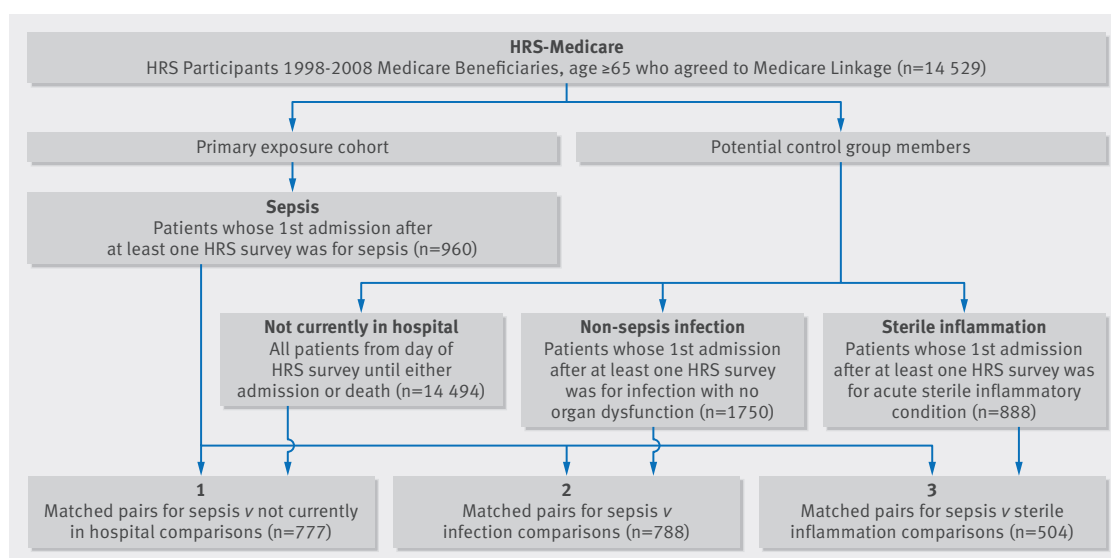 HRS-Medicare
HRS Participants 1998-2008 Medicare Beneficiaries, age ≥65 who agreed to Medicare Linkage (n=14 529)
Primary exposure cohort
Potential control group members
Sepsis
Patients whose 1st admission after
at least one HRS survey was for sepsis (n=960)
Not currently in hospital
All patients from day of
HRS survey until either
admission or death (n=14 494)
Non-sepsis infection
Patients whose 1st admission
after at least one HRS survey
was for infection with no
organ dysfunction (n=1750)
Sterile inflammation
Patients whose 1st admission
after at least one HRS survey was
for acute sterile inflammatory
condition (n=888)
1
Matched pairs for sepsis v not currently
in hospital comparisons (n=777)
2
Matched pairs for sepsis v
infection comparisons (n=788)
3
Matched pairs for sepsis v sterile
inflammation comparisons (n=504)